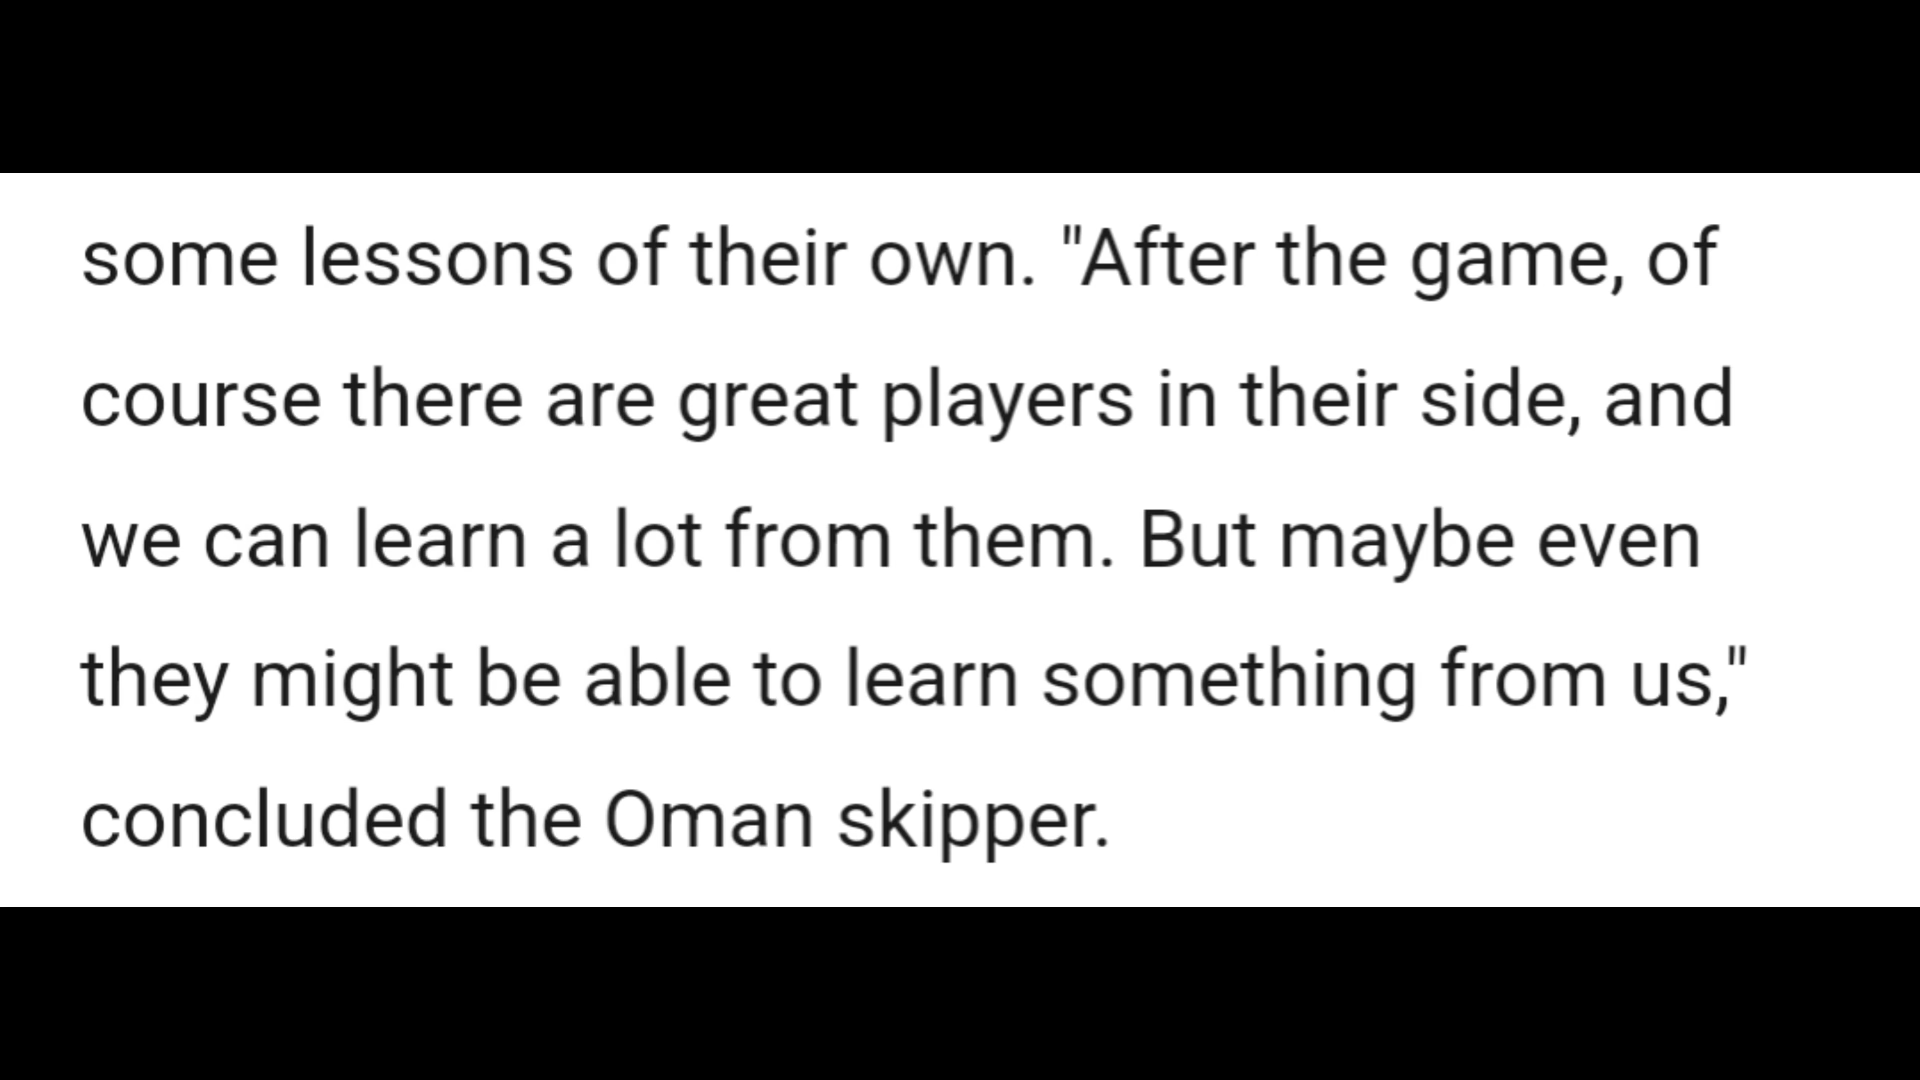 some lessons of their own. "After the game, of
course there are great players in their side, and
we can learn a lot from them. But maybe even
they might be able to learn something from us,"
concluded the Oman skipper.